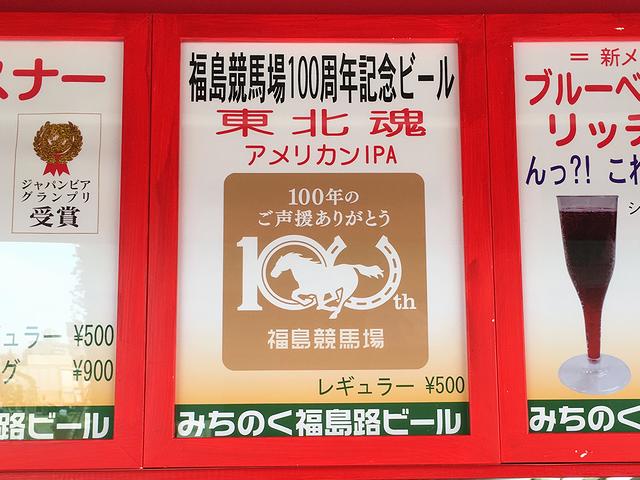 スナー
ジャパンビア
グランプリ
受賞
ュラー ¥500
グ ¥900
路ビール
福島競馬場100周年記念ビール
東北魂
アメリカンIPA
100年の
ご声援ありがとう
100th
福島競馬場
レギュラー ¥500
みちのく福島路ビール
= 新メ
ブルーベ
リッチ
んっ?! これ
シ
みちのく